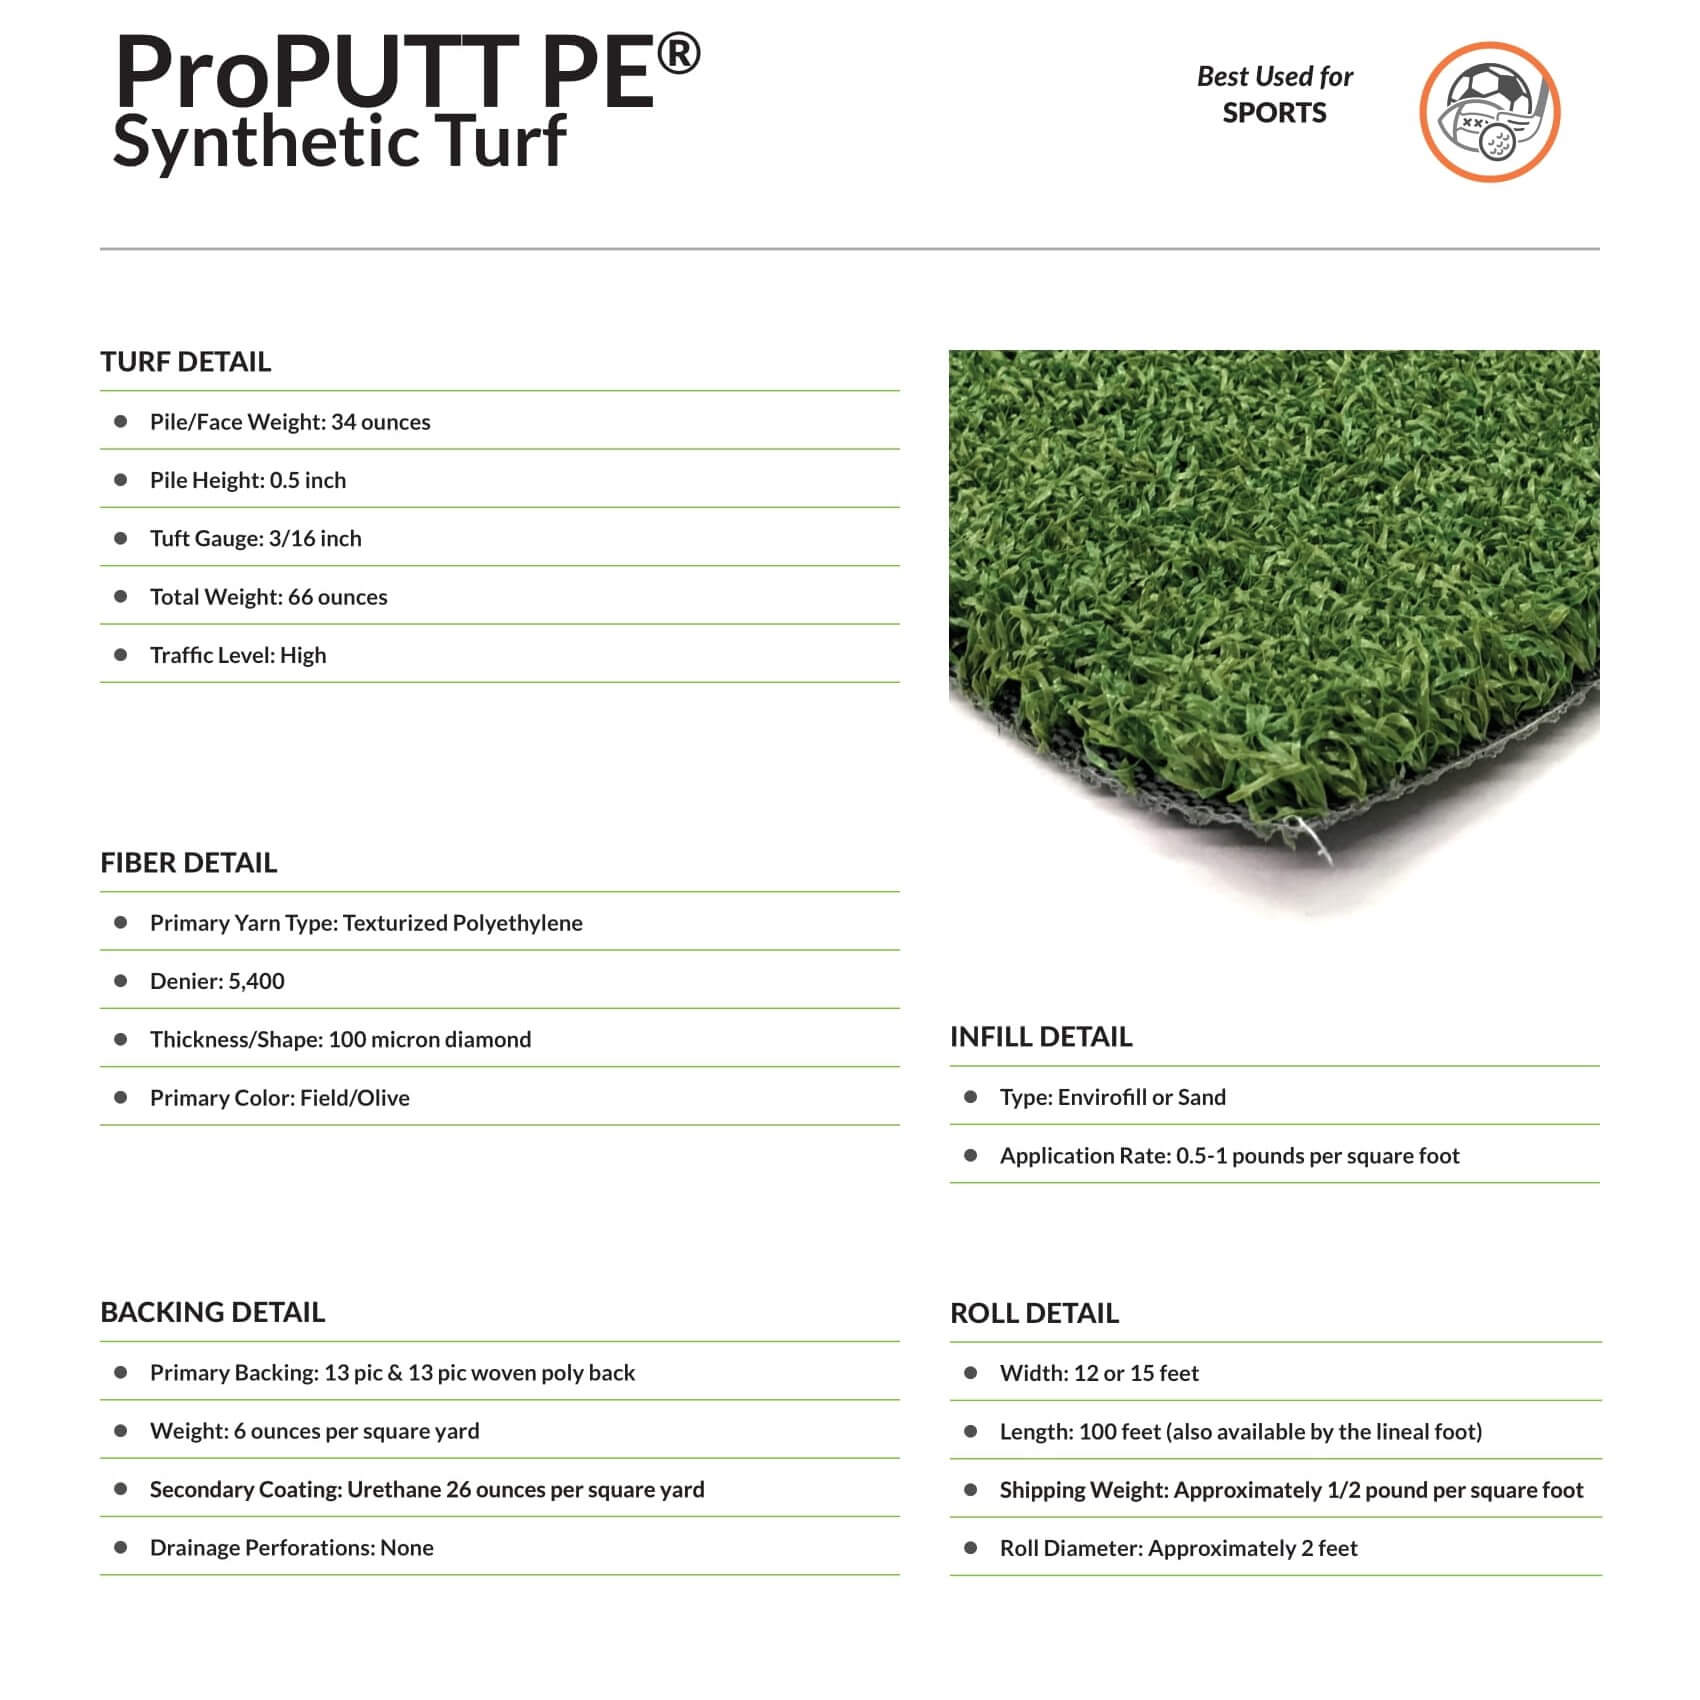 ProPUTT PE®
Synthetic Turf
Best Used for
SPORTS
TURF DETAIL
Pile/Face Weight: 34 ounces
Pile Height: 0.5 inch
Tuft Gauge: 3/16 inch
Total Weight: 66 ounces
Traffic Level: High
FIBER DETAIL
Primary Yarn Type: Texturized Polyethylene
Denier: 5,400
Thickness/Shape: 100 micron diamond
Primary Color: Field/Olive
INFILL DETAIL
Type: Envirofill or Sand
Application Rate: 0.5-1 pounds per square foot
BACKING DETAIL
Primary Backing: 13 pic & 13 pic woven poly back
Weight: 6 ounces per square yard
Secondary Coating: Urethane 26 ounces per square yard
Drainage Perforations: None
ROLL DETAIL
Width: 12 or 15 feet
Length: 100 feet (also available by the lineal foot)
Shipping Weight: Approximately 1/2 pound per square foot
Roll Diameter: Approximately 2 feet